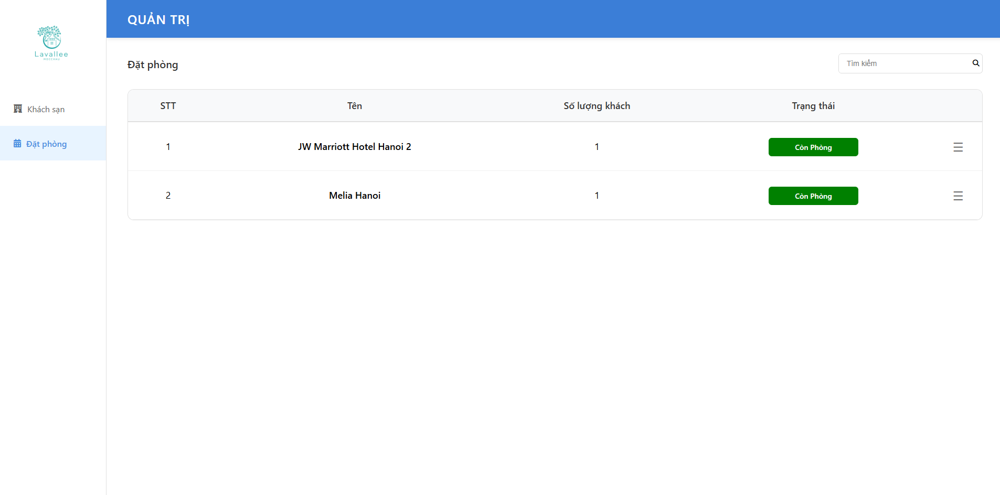 Lavallee
MOCCHAU
Khách sạn
Đặt phòng
QUẢN TRỊ
Đặt phòng
Tìm kiếm
STT Tên Số lượng khách Trạng thái
1 JW Marriott Hotel Hanoi 2 1 Còn Phòng
2 Melia Hanoi 1 Còn Phòng